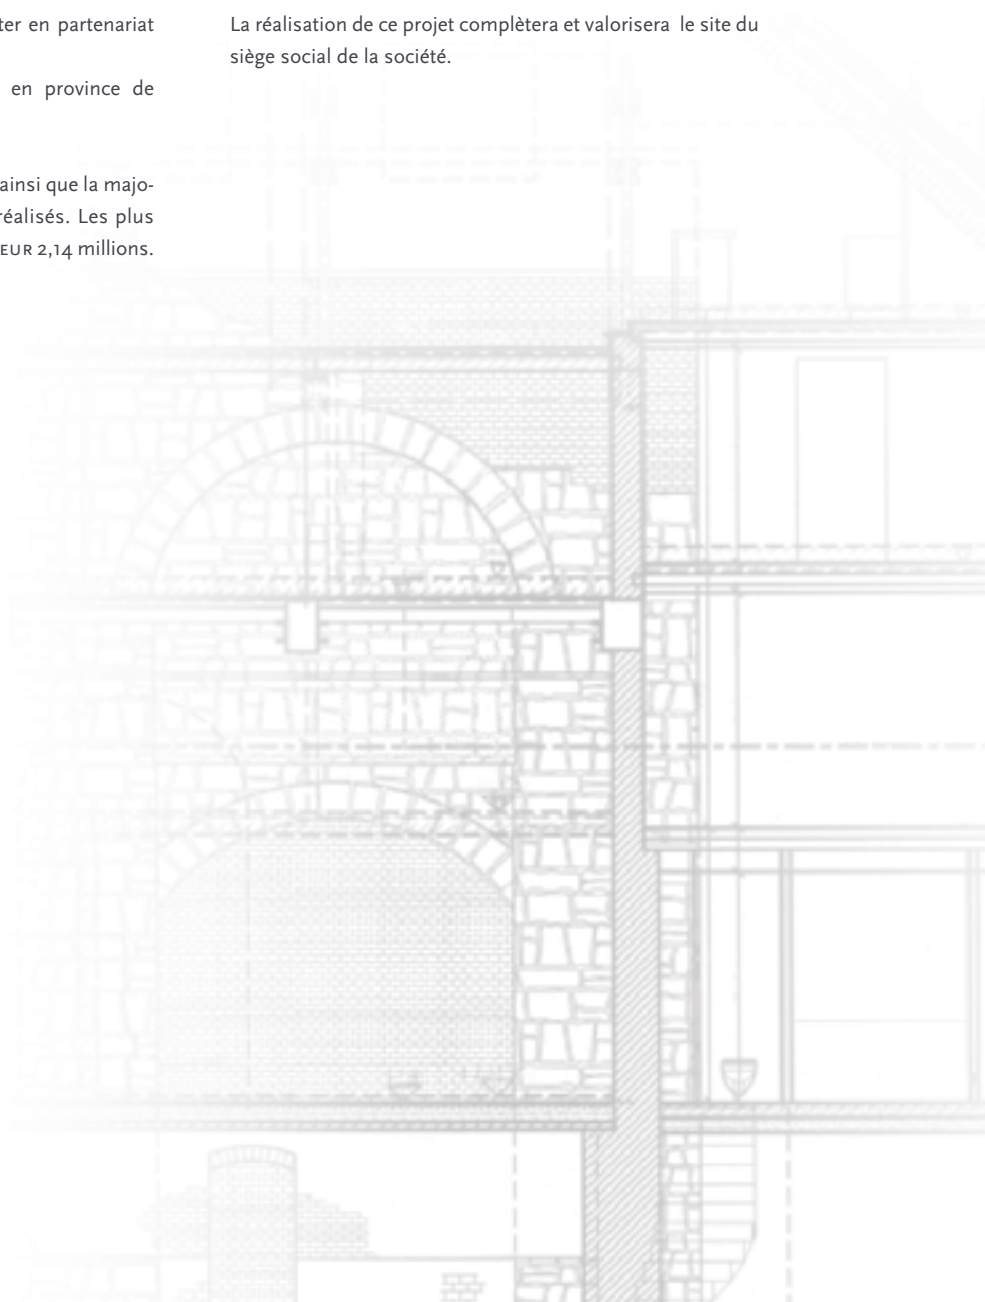 ter en partenariat
en province de
ainsi que la majo-
réalisés. Les plus
EUR 2,14 millions.
La réalisation de ce projet complètera et valorisera le site du
siège social de la société.